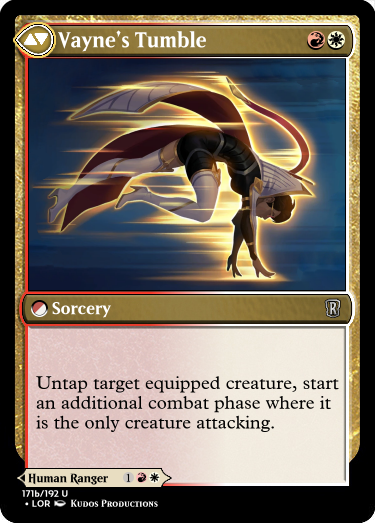 Vayne's Tumble
Sorcery
R
Untap target equipped creature, start
an additional combat phase where it
is the only creature attacking.
Human Ranger 1
171b/192 U
• LOR Kudos Productions